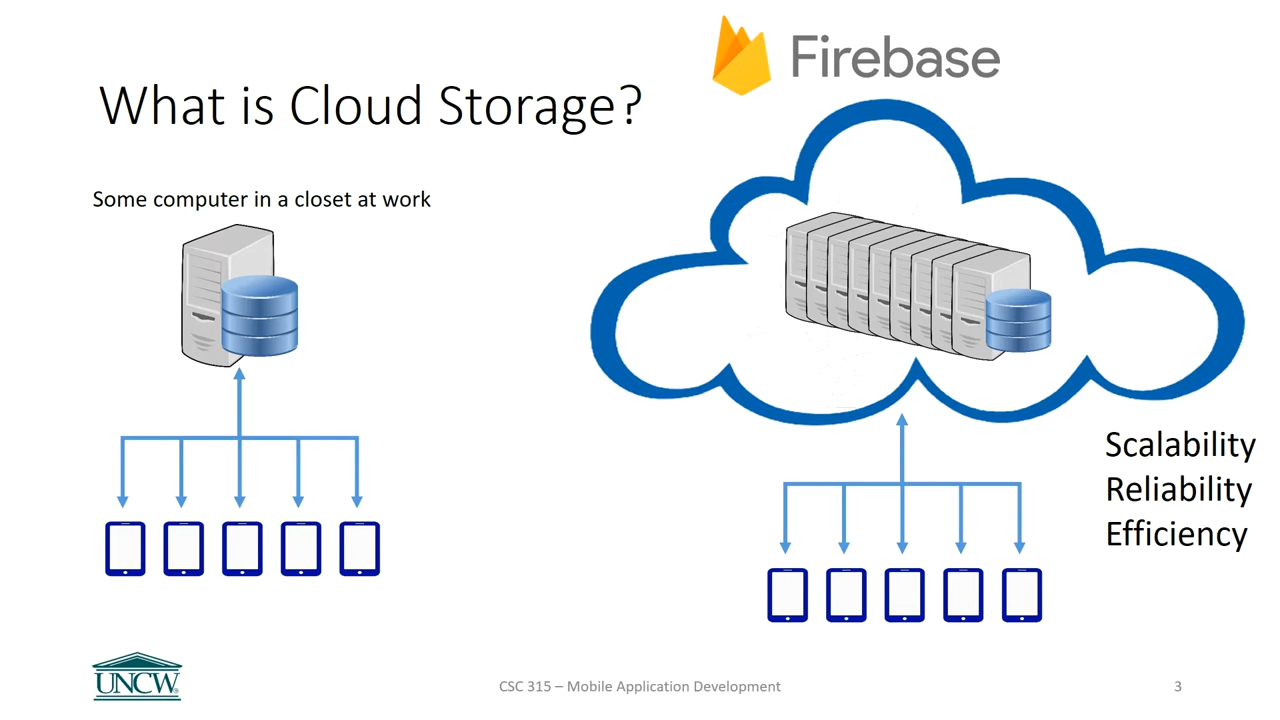 Firebase
What is Cloud Storage?
Some computer in a closet at work
Scalability
Reliability
Efficiency
UNCW
CSC 315 – Mobile Application Development
3